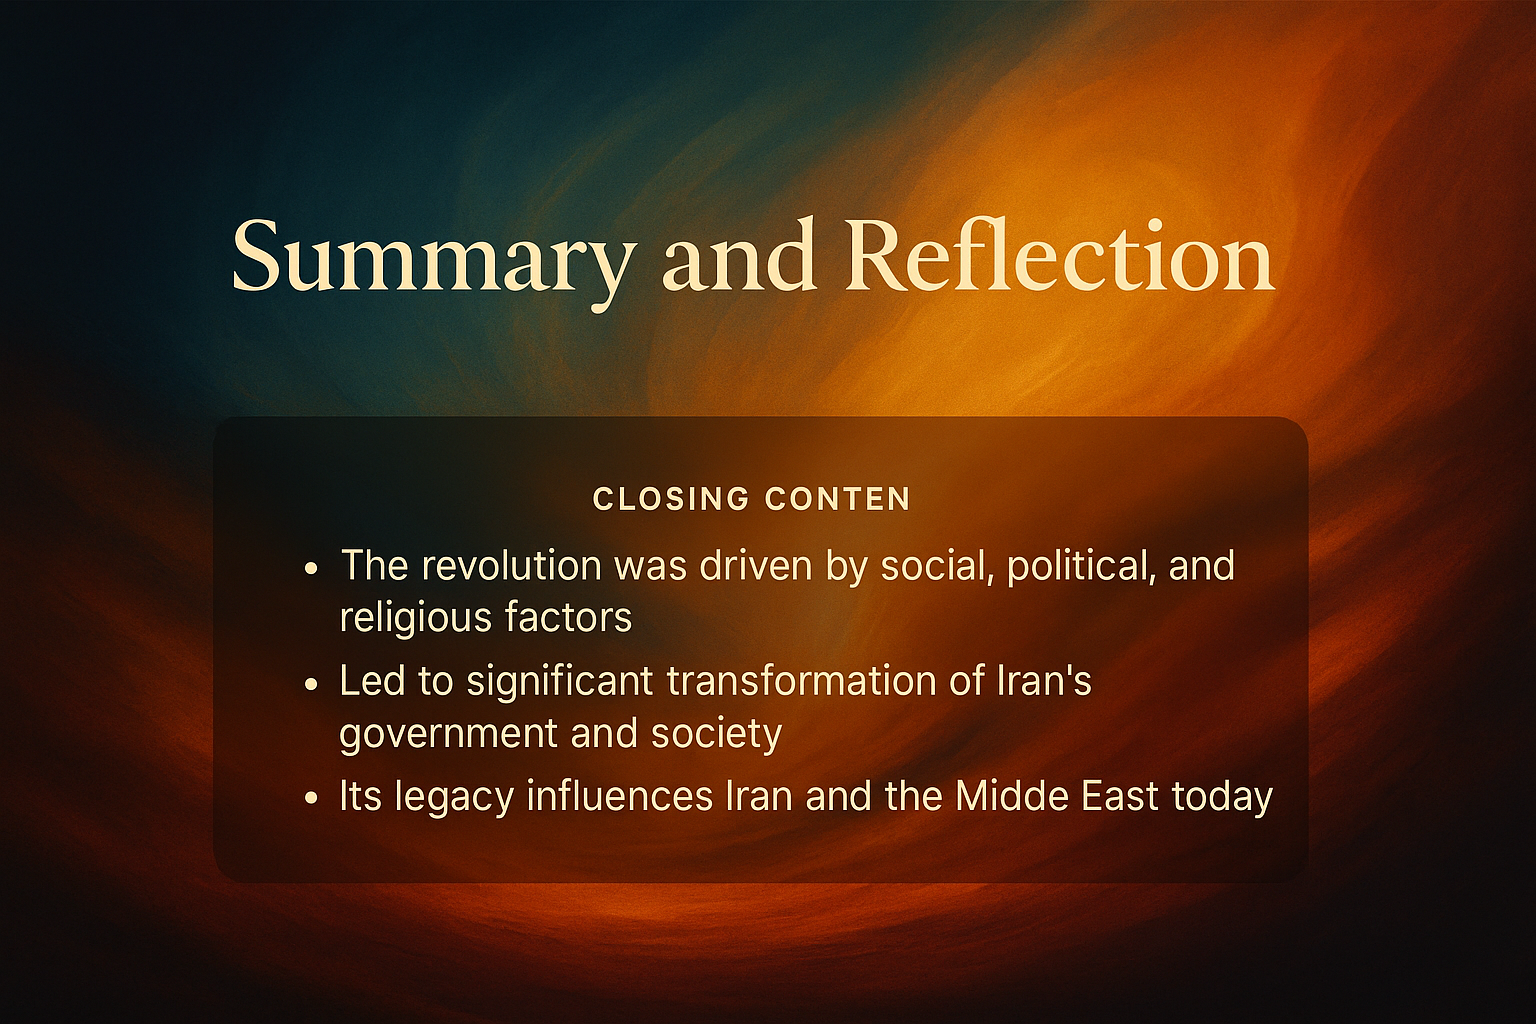 Summary and Reflection
CLOSING CONTEN
• The revolution was driven by social, political, and
religious factors
• Led to significant transformation of Iran's
government and society
• Its legacy influences Iran and the Midde East today